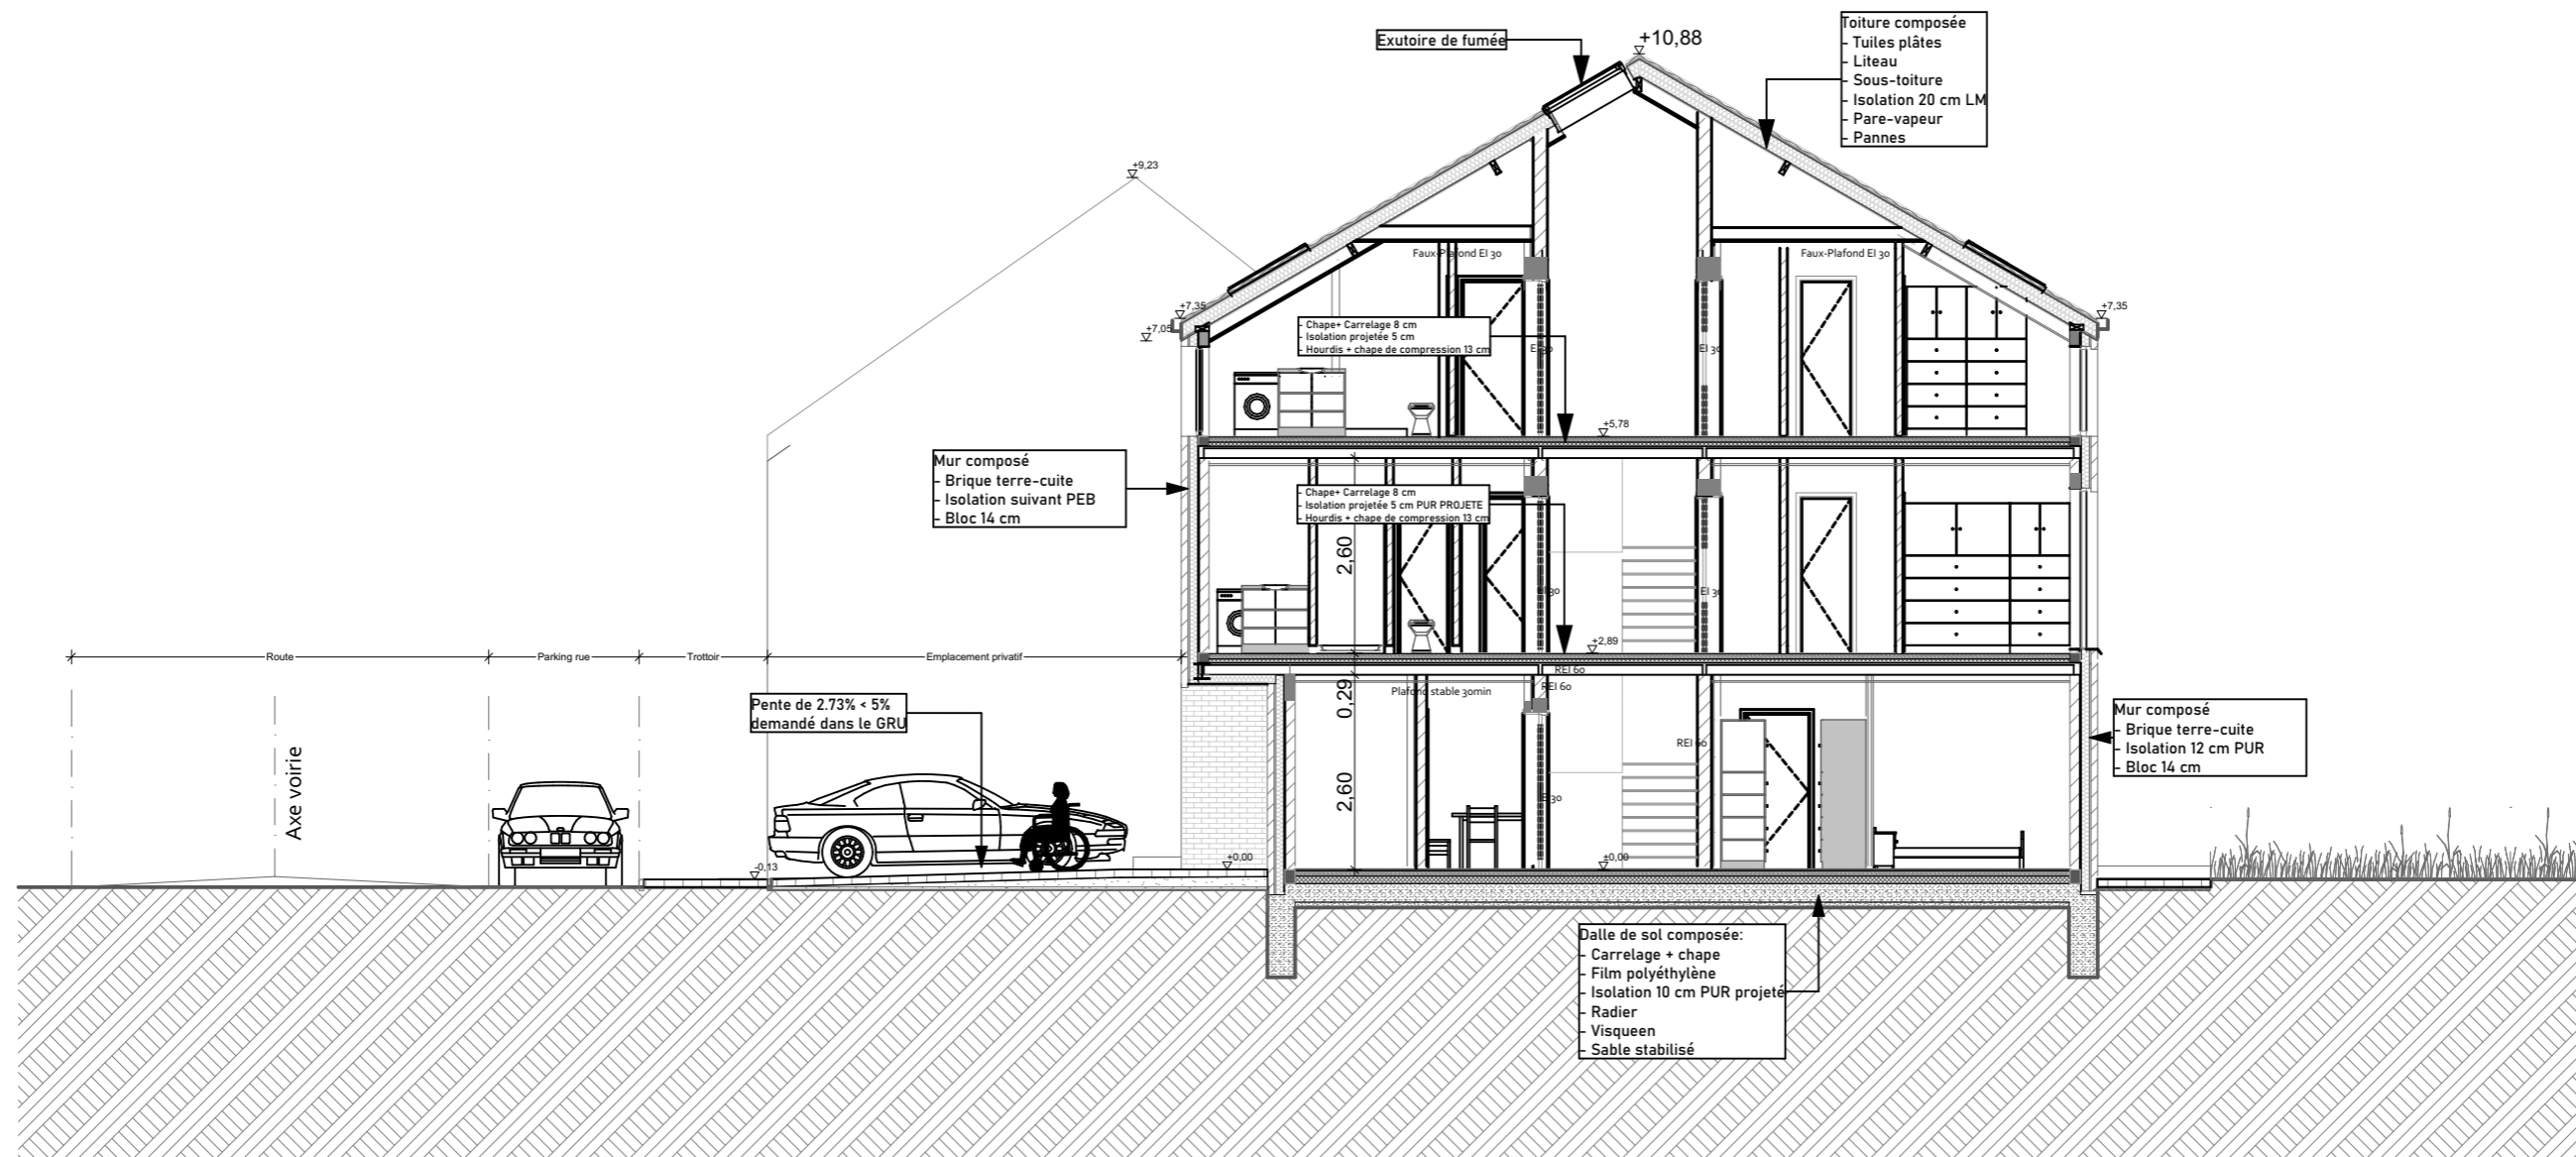 Exutoire de fumée
+10,88
Toiture composée
- Tuiles plâtes
- Liteau
- Sous-toiture
- Isolation 20 cm LM
- Pare-vapeur
- Pannes
+9,23
Faux-Plafond EI 30
Faux-Plafond EI 30
+7,35
+7,05
+7,35
- Chape+ Carrelage 8 cm
- Isolation projetée 5 cm
- Hourdis + chape de compression 13 cm
EI 30
EI 30
+5,78
Mur composé
- Brique terre-cuite
- Isolation suivant PEB
- Bloc 14 cm
- Chape+ Carrelage 8 cm
- Isolation projetée 5 cm PUR PROJETE
- Hourdis + chape de compression 13 cm
2,60
EI 30
EI 30
+2,89
Route
Parking rue
Trottoir
Emplacement privatif
REI 60
REI 60
Plafond stable 30min
0,29
Pente de 2.73% < 5%
demandé dans le GRU
Mur composé
- Brique terre-cuite
- Isolation 12 cm PUR
- Bloc 14 cm
REI 60
Axe voirie
2,60
EI 30
-0,13
+0,00
±0,00
Dalle de sol composée:
- Carrelage + chape
- Film polyéthylène
- Isolation 10 cm PUR projeté
- Radier
- Visqueen
- Sable stabilisé